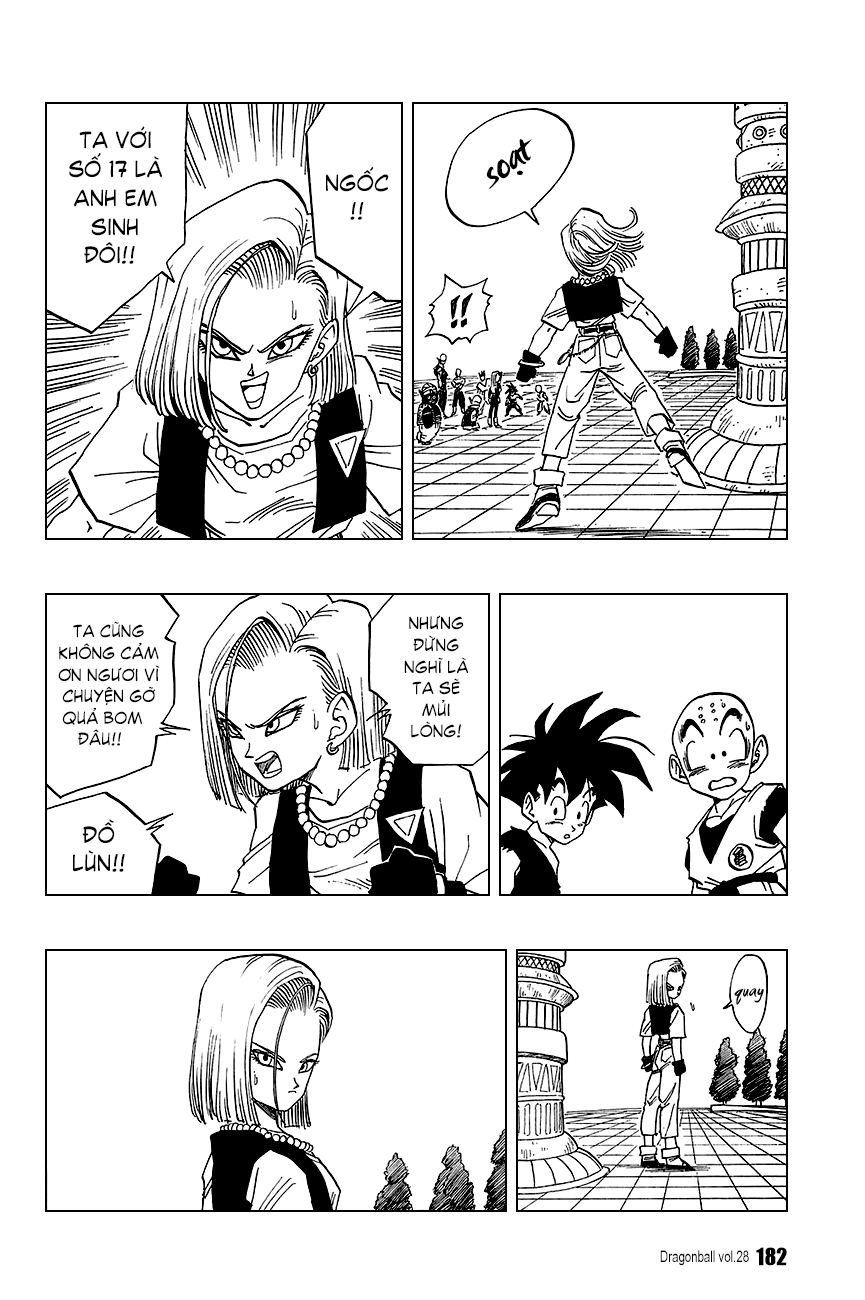 soạt
!!
NGỐC
!!
TA VỚI
SỐ 17 LÀ
ANH EM
SINH
ĐÔI!!
NHƯNG
ĐỪNG
NGHĨ LÀ
TA SẼ
MỦI
LÒNG!
TA CŨNG
KHÔNG CẢM
ƠN NGƯƠI VÌ
CHUYỆN GỠ
QUẢ BOM
ĐÂU!!
ĐỒ
LÙN!!
quay
Dragonball vol.28 182